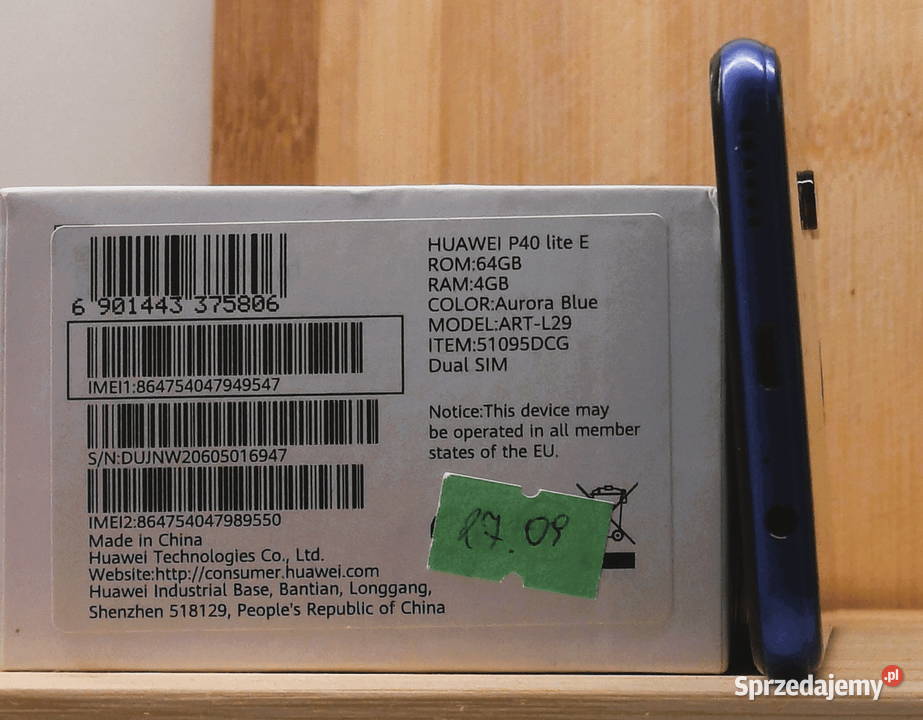 6 901443 375806
IMEI1:864754047949547
S/N:DUJNW20605016947
IMEI2:864754047989550
Made in China
Huawei Technologies Co., Ltd.
Website:http://consumer.huawei.com
Huawei Industrial Base, Bantian, Longgang,
Shenzhen 518129, People's Republic of China
HUAWEI P40 lite E
ROM:64GB
RAM:4GB
COLOR:Aurora Blue
MODEL:ART-L29
ITEM:51095DCG
Dual SIM
Notice:This device may
be operated in all member
states of the EU.
27.09
Sprzedajemy.pl